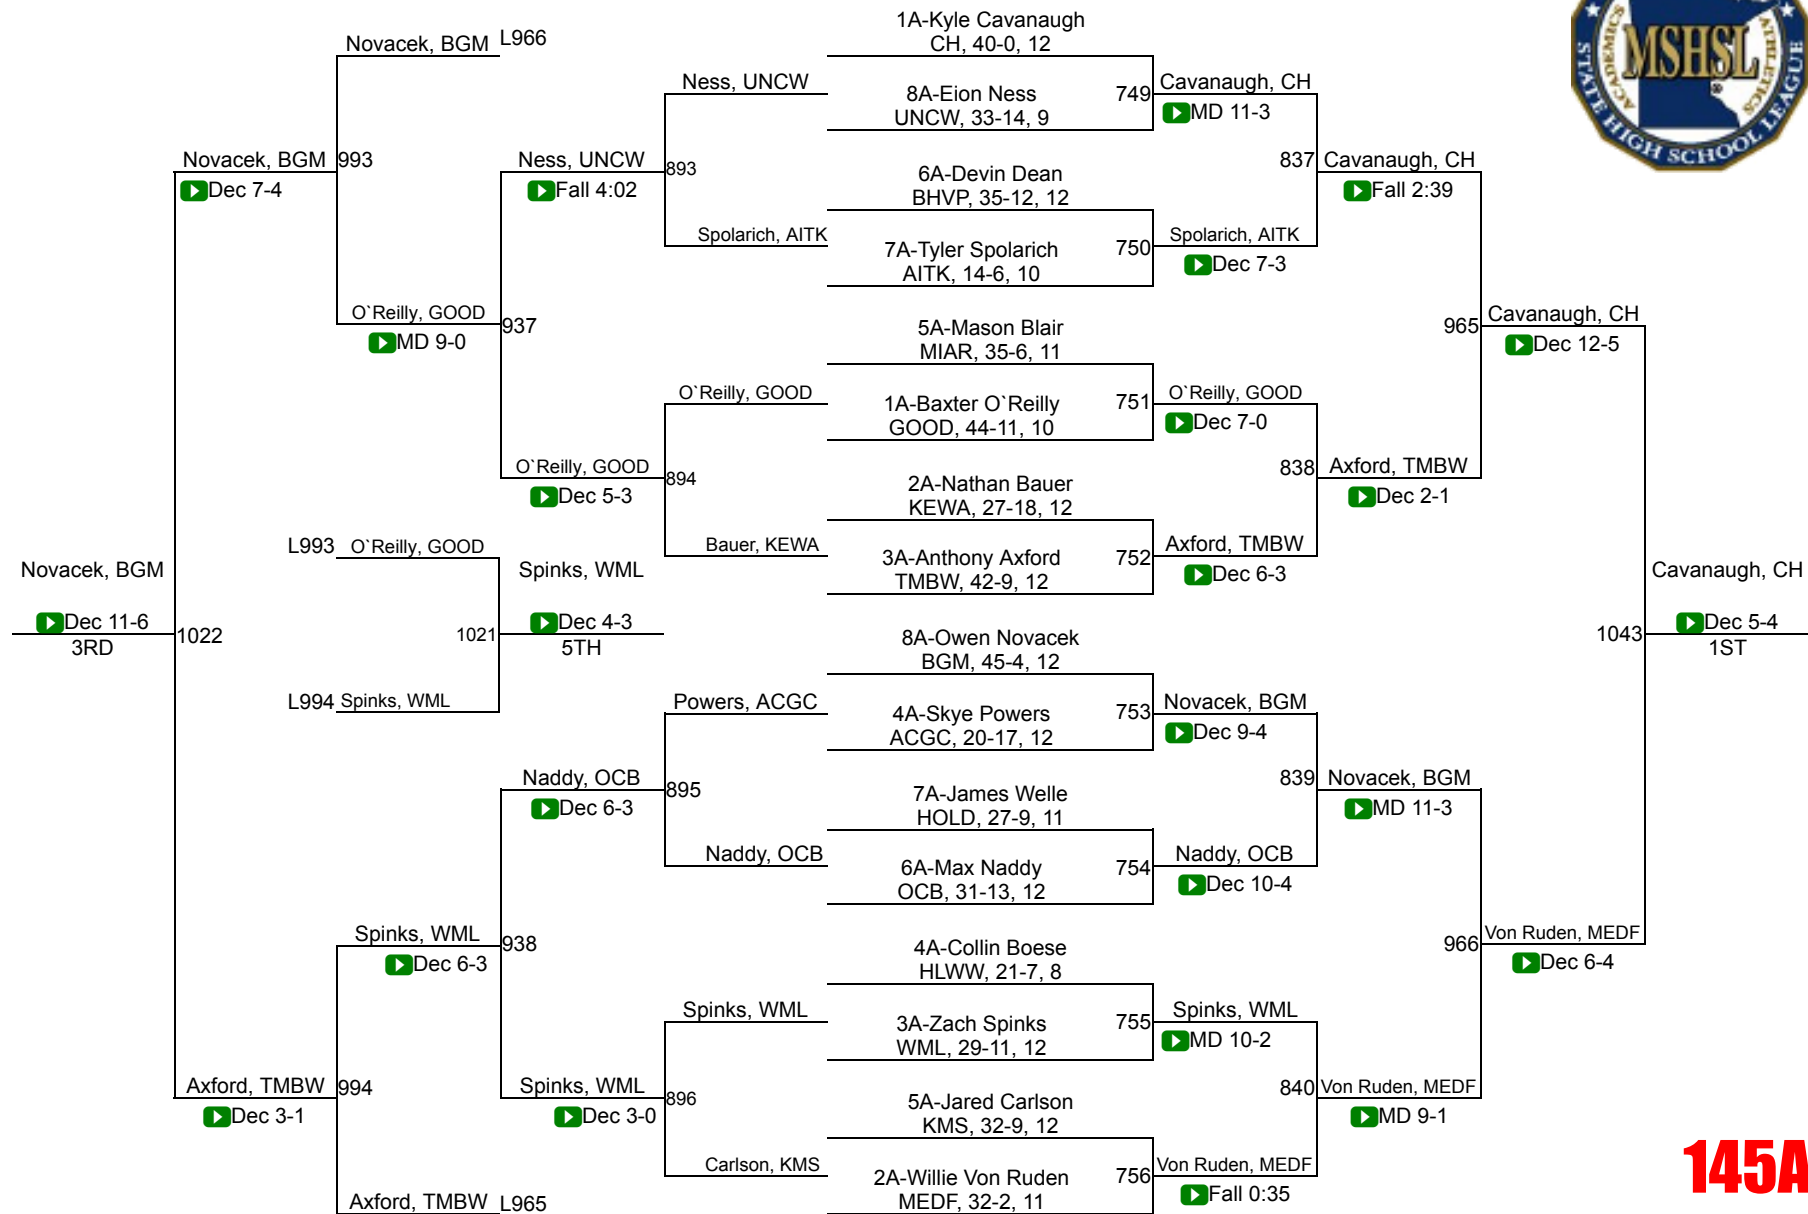 Novacek, BGM
L966
Novacek, BGM
993
Dec 7-4
O`Reilly, GOOD
937
MD 9-0
Ness, UNCW
Ness, UNCW
893
Fall 4:02
Spolarich, AITK
O`Reilly, GOOD
O`Reilly, GOOD
894
Dec 5-3
Bauer, KEWA
L993
O`Reilly, GOOD
Spinks, WML
1021
Dec 4-3
5TH
L994
Spinks, WML
Novacek, BGM
Dec 11-6
1022
3RD
Powers, ACGC
Naddy, OCB
895
Dec 6-3
Naddy, OCB
Spinks, WML
938
Dec 6-3
Spinks, WML
Spinks, WML
896
Dec 3-0
Carlson, KMS
Axford, TMBW
994
Dec 3-1
Axford, TMBW
L965
1A-Kyle Cavanaugh
CH, 40-0, 12
8A-Eion Ness
UNCW, 33-14, 9
749
Cavanaugh, CH
MD 11-3
6A-Devin Dean
BHVP, 35-12, 12
7A-Tyler Spolarich
AITK, 14-6, 10
750
Spolarich, AITK
Dec 7-3
837
Cavanaugh, CH
Fall 2:39
5A-Mason Blair
MIAR, 35-6, 11
1A-Baxter O`Reilly
GOOD, 44-11, 10
751
O`Reilly, GOOD
Dec 7-0
2A-Nathan Bauer
KEWA, 27-18, 12
3A-Anthony Axford
TMBW, 42-9, 12
752
Axford, TMBW
Dec 6-3
838
Axford, TMBW
Dec 2-1
965
Cavanaugh, CH
Dec 12-5
8A-Owen Novacek
BGM, 45-4, 12
4A-Skye Powers
ACGC, 20-17, 12
753
Novacek, BGM
Dec 9-4
7A-James Welle
HOLD, 27-9, 11
6A-Max Naddy
OCB, 31-13, 12
754
Naddy, OCB
Dec 10-4
839
Novacek, BGM
MD 11-3
4A-Collin Boese
HLWW, 21-7, 8
3A-Zach Spinks
WML, 29-11, 12
755
Spinks, WML
MD 10-2
5A-Jared Carlson
KMS, 32-9, 12
2A-Willie Von Ruden
MEDF, 32-2, 11
756
Von Ruden, MEDF
Fall 0:35
840
Von Ruden, MEDF
MD 9-1
966
Von Ruden, MEDF
Dec 6-4
Cavanaugh, CH
1043
Dec 5-4
1ST
ACADEMICS
MSHSL
ATHLETICS
STATE HIGH SCHOOL LEAGUE
145A